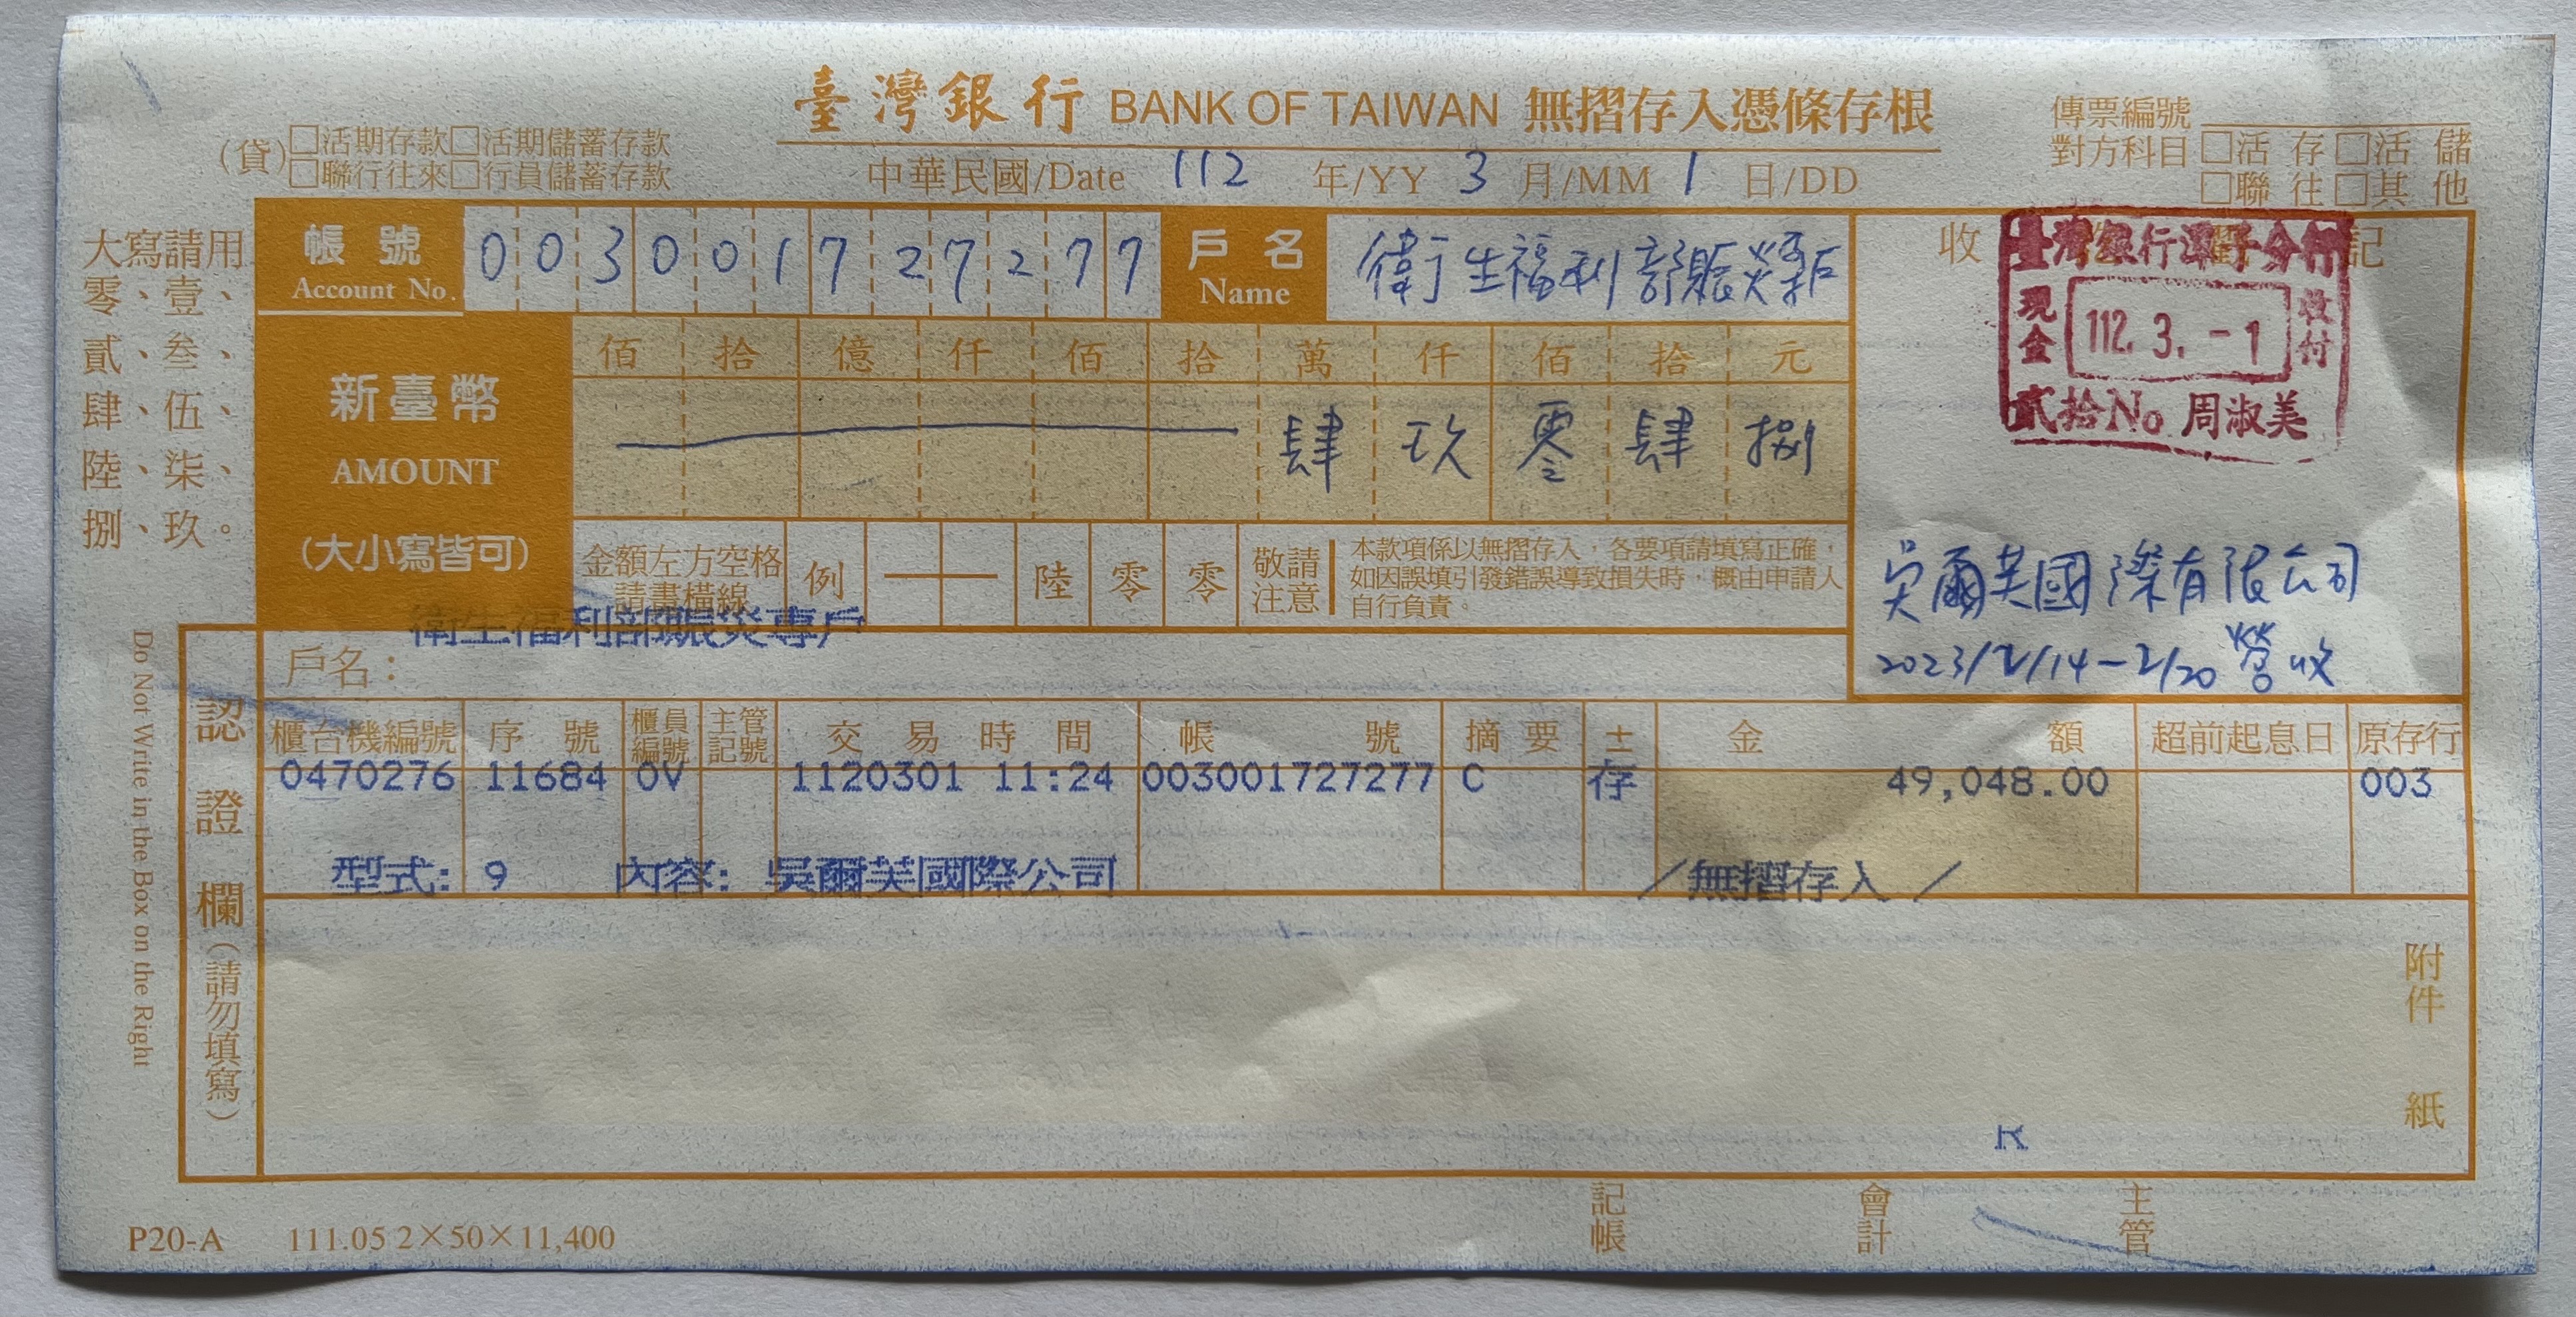 臺灣銀行 BANK OF TAIWAN 無摺存入憑條存根
(貸) □活期存款□活期儲蓄存款
□聯行往來□行員儲蓄存款
中華民國/Date 112 年/YY 3 月/MM 1 日/DD
傳票編號
對方科目 □活存□活儲
□聯往□其他
大寫請用
零、壹、
貳、叁、
肆、伍、
陸、柒、
捌、玖。
帳號 003001727277
Account No.
戶名 衛生福利部賑災專戶
Name
收 記
臺灣銀行潭子分行
現金 112. 3. -1 收付
貳拾No 周淑美
新臺幣
AMOUNT
(大小寫皆可)
佰 拾 億 仟 佰 拾 萬 仟 佰 拾 元
肆 玖 零 肆 捌
金額左方空格
請畫橫線
例 陸 零 零
敬請
注意
本款項係以無摺存入，各要項請填寫正確，
如因誤填引發錯誤導致損失時，概由申請人
自行負責。
吳爾芙國際有限公司
2023/2/14-2/20 營收
衛生福利部賑災專戶
戶名：
Do Not Write in the Box on the Right
認證欄(請勿填寫)
櫃台機編號 序號 櫃員編號 主管記號 交易時間 帳號 摘要 ± 金額 超前起息日 原存行
0470276 11684 0V 1120301 11:24 003001727277 C 存 49,048.00 003
型式: 9 內容: 吳爾芙國際公司 /無摺存入 /
附件 紙
R
記帳 會計 主管
P20-A 111.05 2×50×11,400